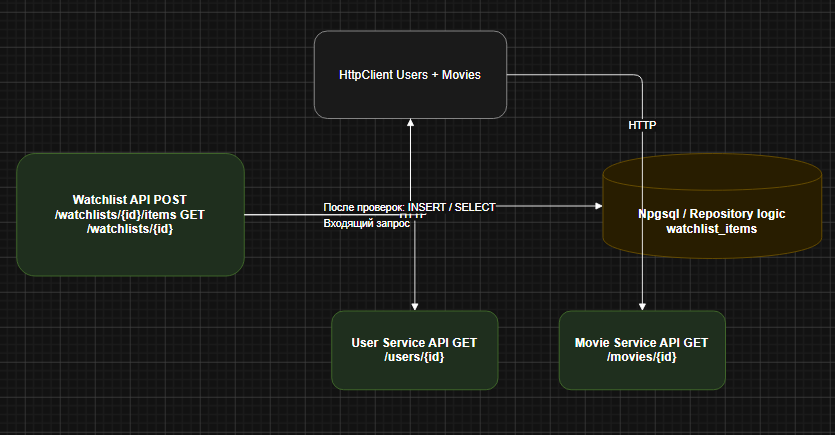 HttpClient Users + Movies
HTTP
Watchlist API POST
/watchlists/{id}/items GET
/watchlists/{id}
После проверок: INSERT / SELECT
HTTP
Входящий запрос
Npgsql / Repository logic
watchlist_items
User Service API GET
/users/{id}
Movie Service API GET
/movies/{id}